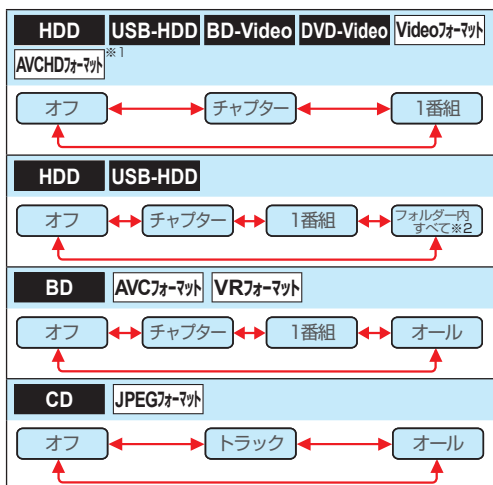 HDD USB-HDD BD-Video DVD-Video Videoフォーマット
AVCHDフォーマット※1
オフ チャプター 1番組
HDD USB-HDD
オフ チャプター 1番組 フォルダー内
すべて※2
BD AVCフォーマット VRフォーマット
オフ チャプター 1番組 オール
CD JPEGフォーマット
オフ トラック オール